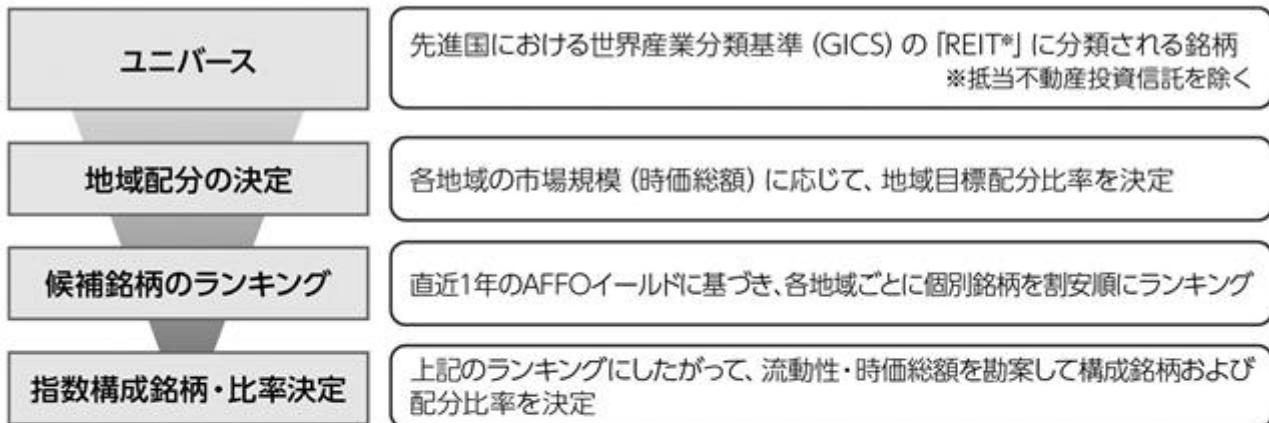 ユニバース
先進国における世界産業分類基準（GICS）の「REIT※」に分類される銘柄
※抵当不動産投資信託を除く
地域配分の決定
各地域の市場規模（時価総額）に応じて、地域目標配分比率を決定
候補銘柄のランキング
直近1年のAFFOイールドに基づき、各地域ごとに個別銘柄を割安順にランキング
指数構成銘柄・比率決定
上記のランキングにしたがって、流動性・時価総額を勘案して構成銘柄および
配分比率を決定